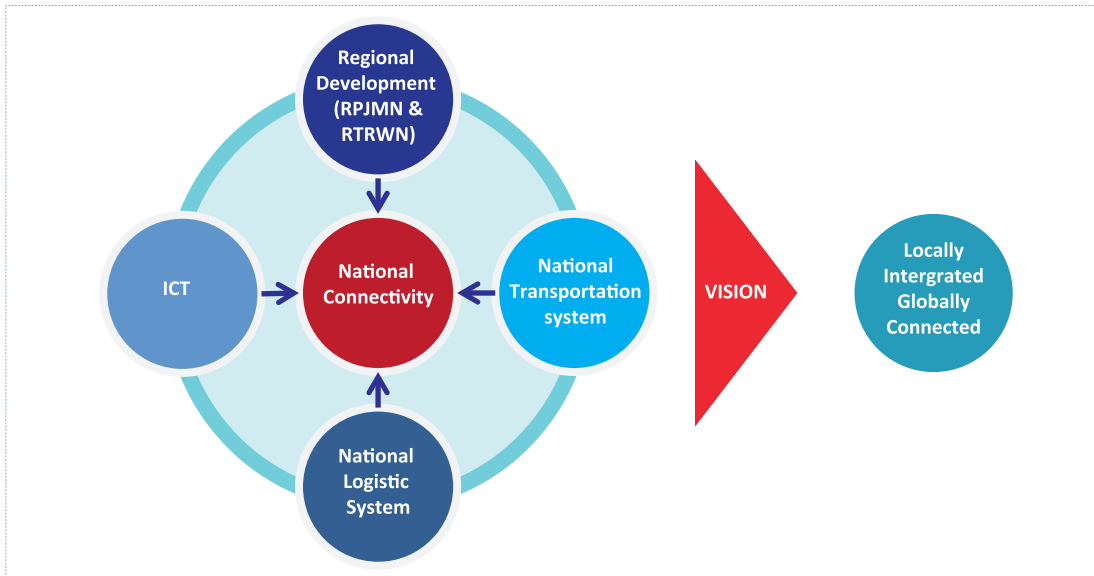 Regional
Development
(RPJMN &
RTRWN)
ICT
National
Connectivity
National
Transportation
system
National
Logistic
System
VISION
Locally
Intergrated
Globally
Connected